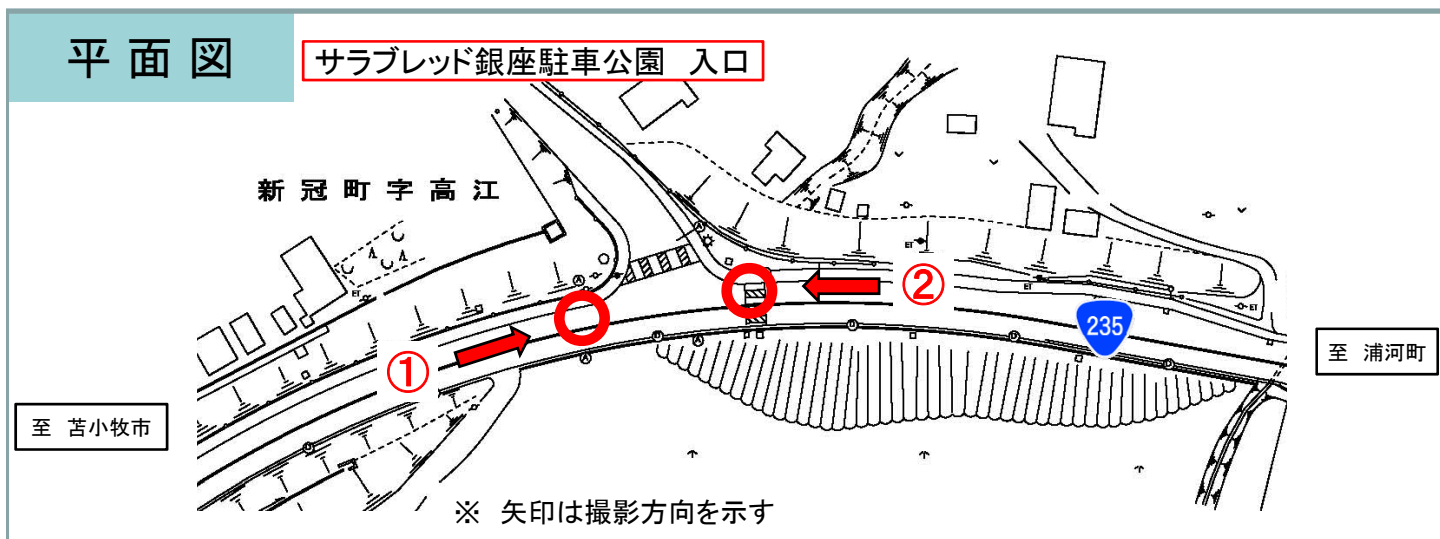 平面図
サラブレッド銀座駐車公園 入口
新冠町字高江
ET
②
235
①
至 浦河町
至 苫小牧市
※ 矢印は撮影方向を示す